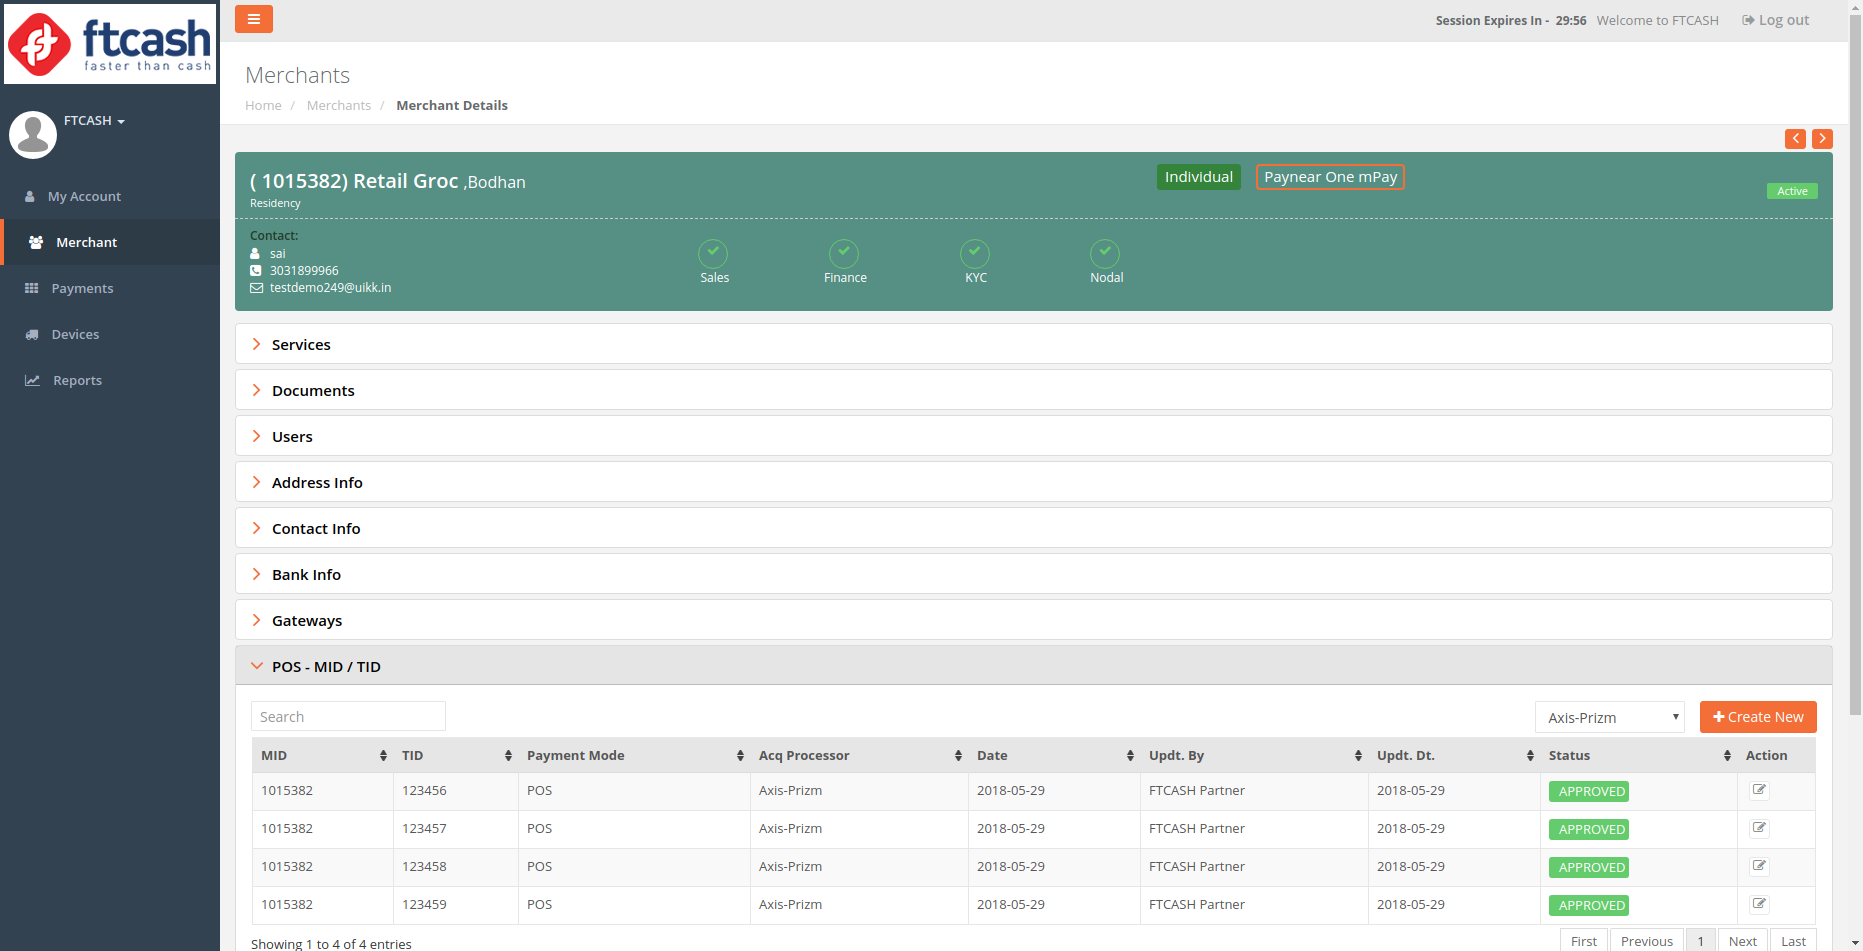 ftcash
faster than cash
Session Expires In - 29:56 Welcome to FTCASH Log out
FTCASH
My Account
Merchant
Payments
Devices
Reports
Merchants
Home / Merchants / Merchant Details
( 1015382) Retail Groc ,Bodhan
Residency
Individual
Paynear One mPay
Active
Contact:
sai
3031899966
testdemo249@uikk.in
Sales Finance KYC Nodal
Services
Documents
Users
Address Info
Contact Info
Bank Info
Gateways
POS - MID / TID
Search Axis-Prizm Create New
MID TID Payment Mode Acq Processor Date Updt. By Updt. Dt. Status Action
1015382 123456 POS Axis-Prizm 2018-05-29 FTCASH Partner 2018-05-29 APPROVED
1015382 123457 POS Axis-Prizm 2018-05-29 FTCASH Partner 2018-05-29 APPROVED
1015382 123458 POS Axis-Prizm 2018-05-29 FTCASH Partner 2018-05-29 APPROVED
1015382 123459 POS Axis-Prizm 2018-05-29 FTCASH Partner 2018-05-29 APPROVED
Showing 1 to 4 of 4 entries
First Previous 1 Next Last